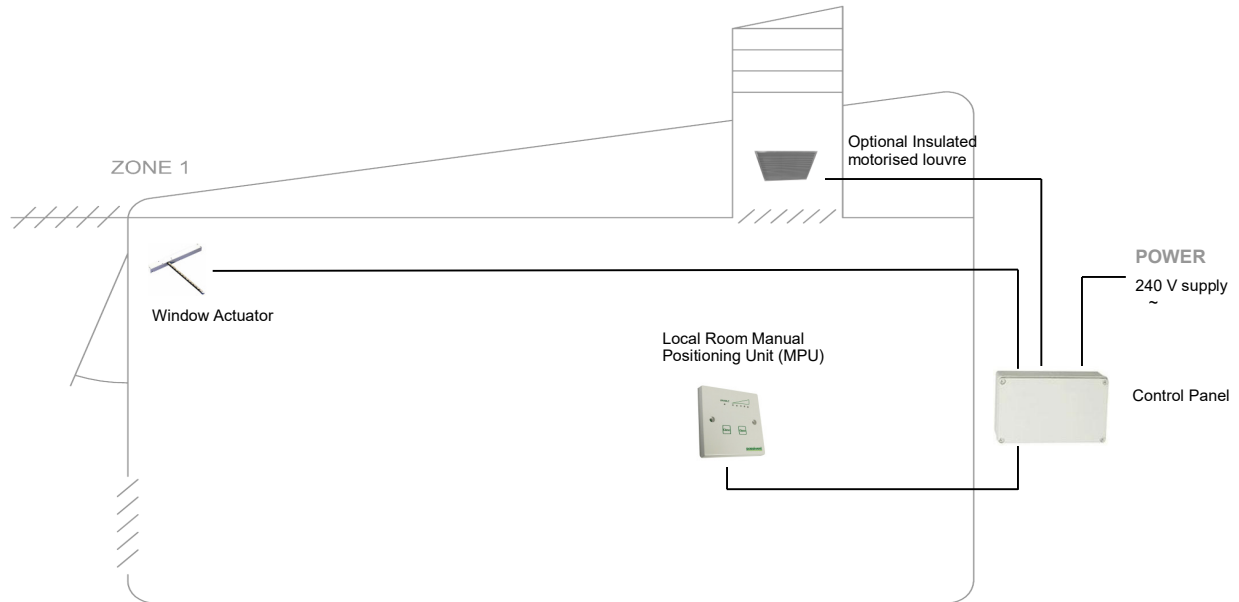 ZONE 1
Optional Insulated
motorised louvre
POWER
240 V supply
~
Window Actuator
Local Room Manual
Positioning Unit (MPU)
Control Panel